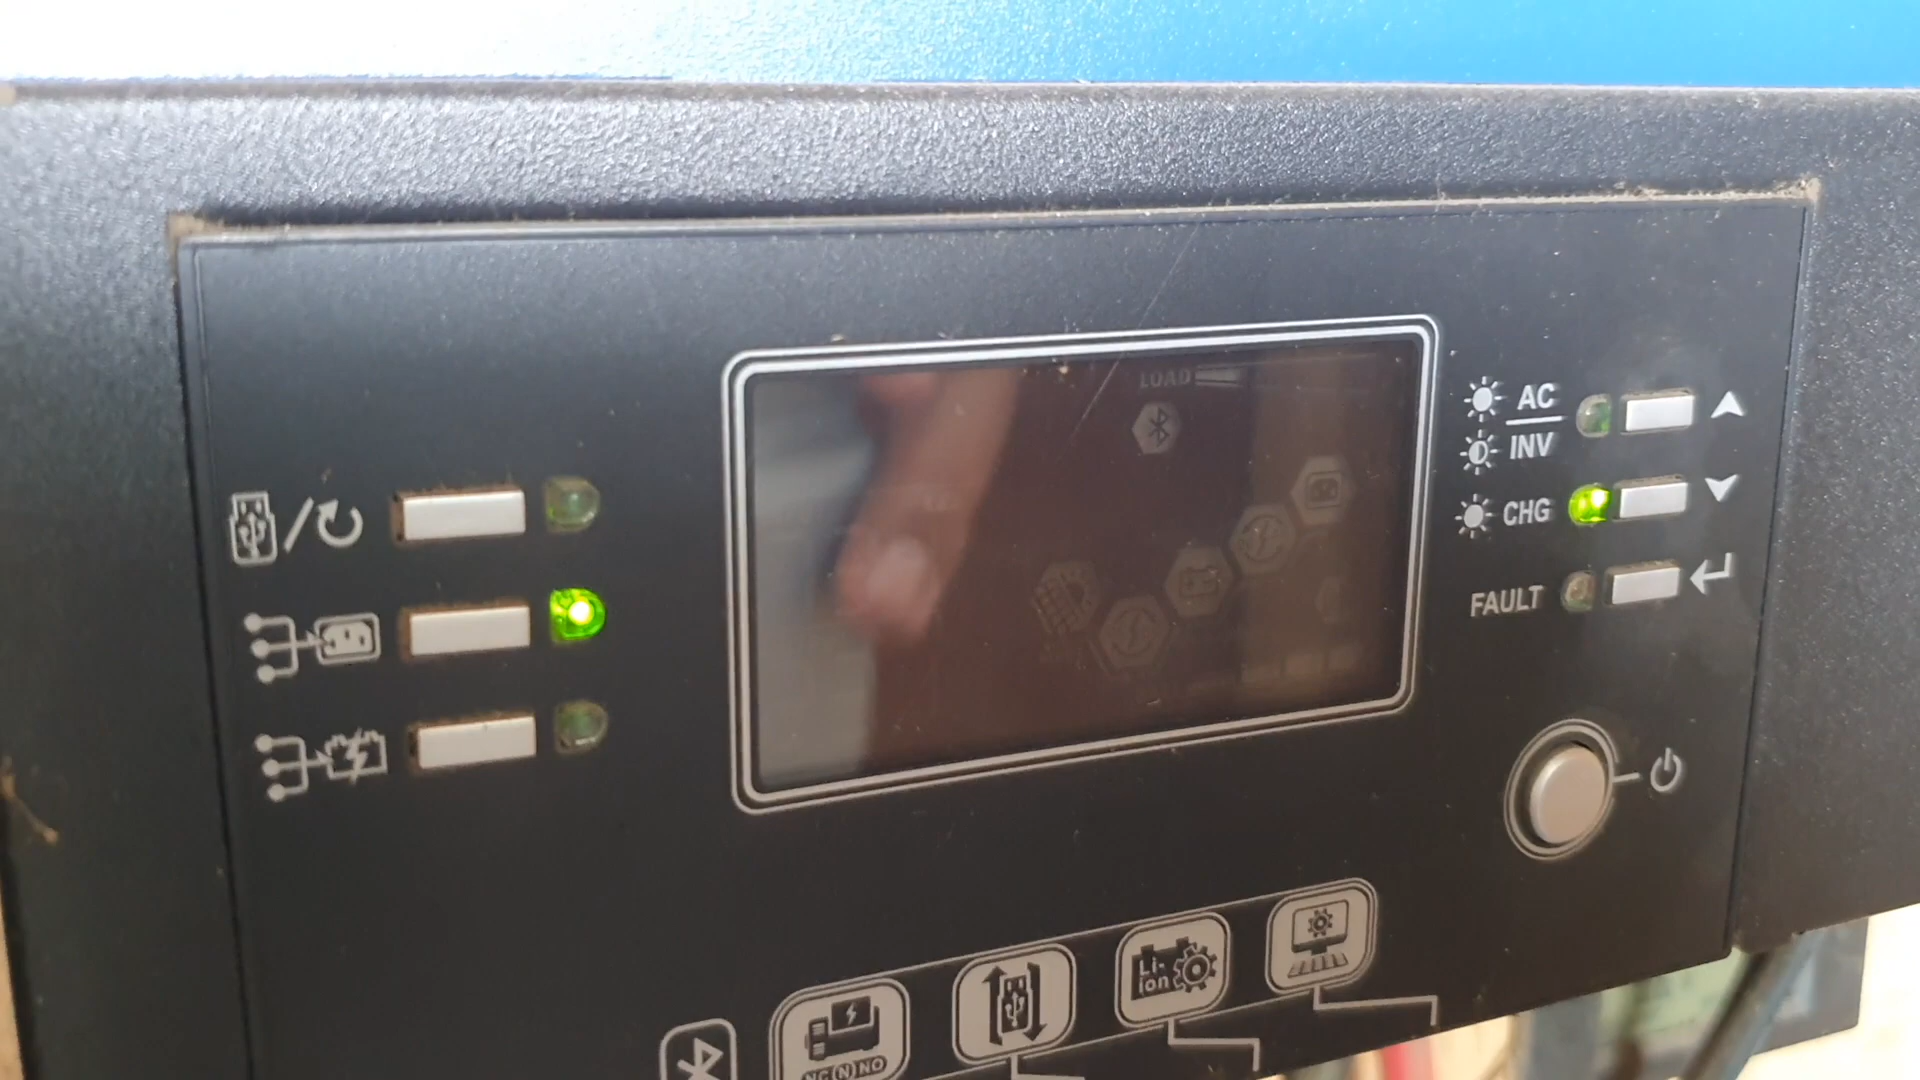 LOAD
AC
INV
CHG
FAULT
Li-
ion
NC N NO